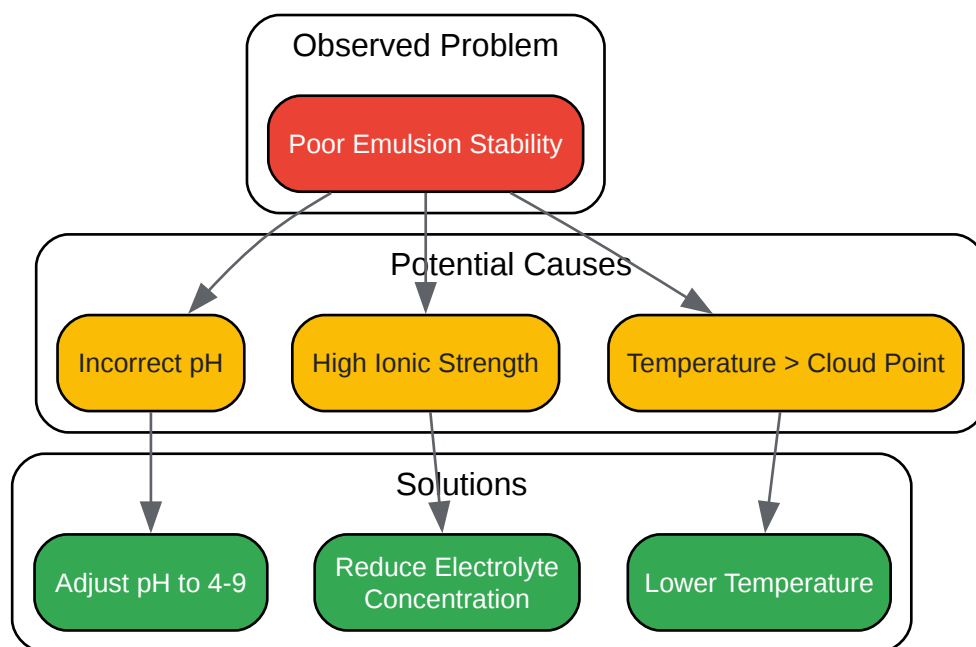 Observed Problem
Poor Emulsion Stability
Potential Causes
Incorrect pH
High Ionic Strength
Temperature > Cloud Point
Solutions
Adjust pH to 4-9
Reduce Electrolyte
Concentration
Lower Temperature